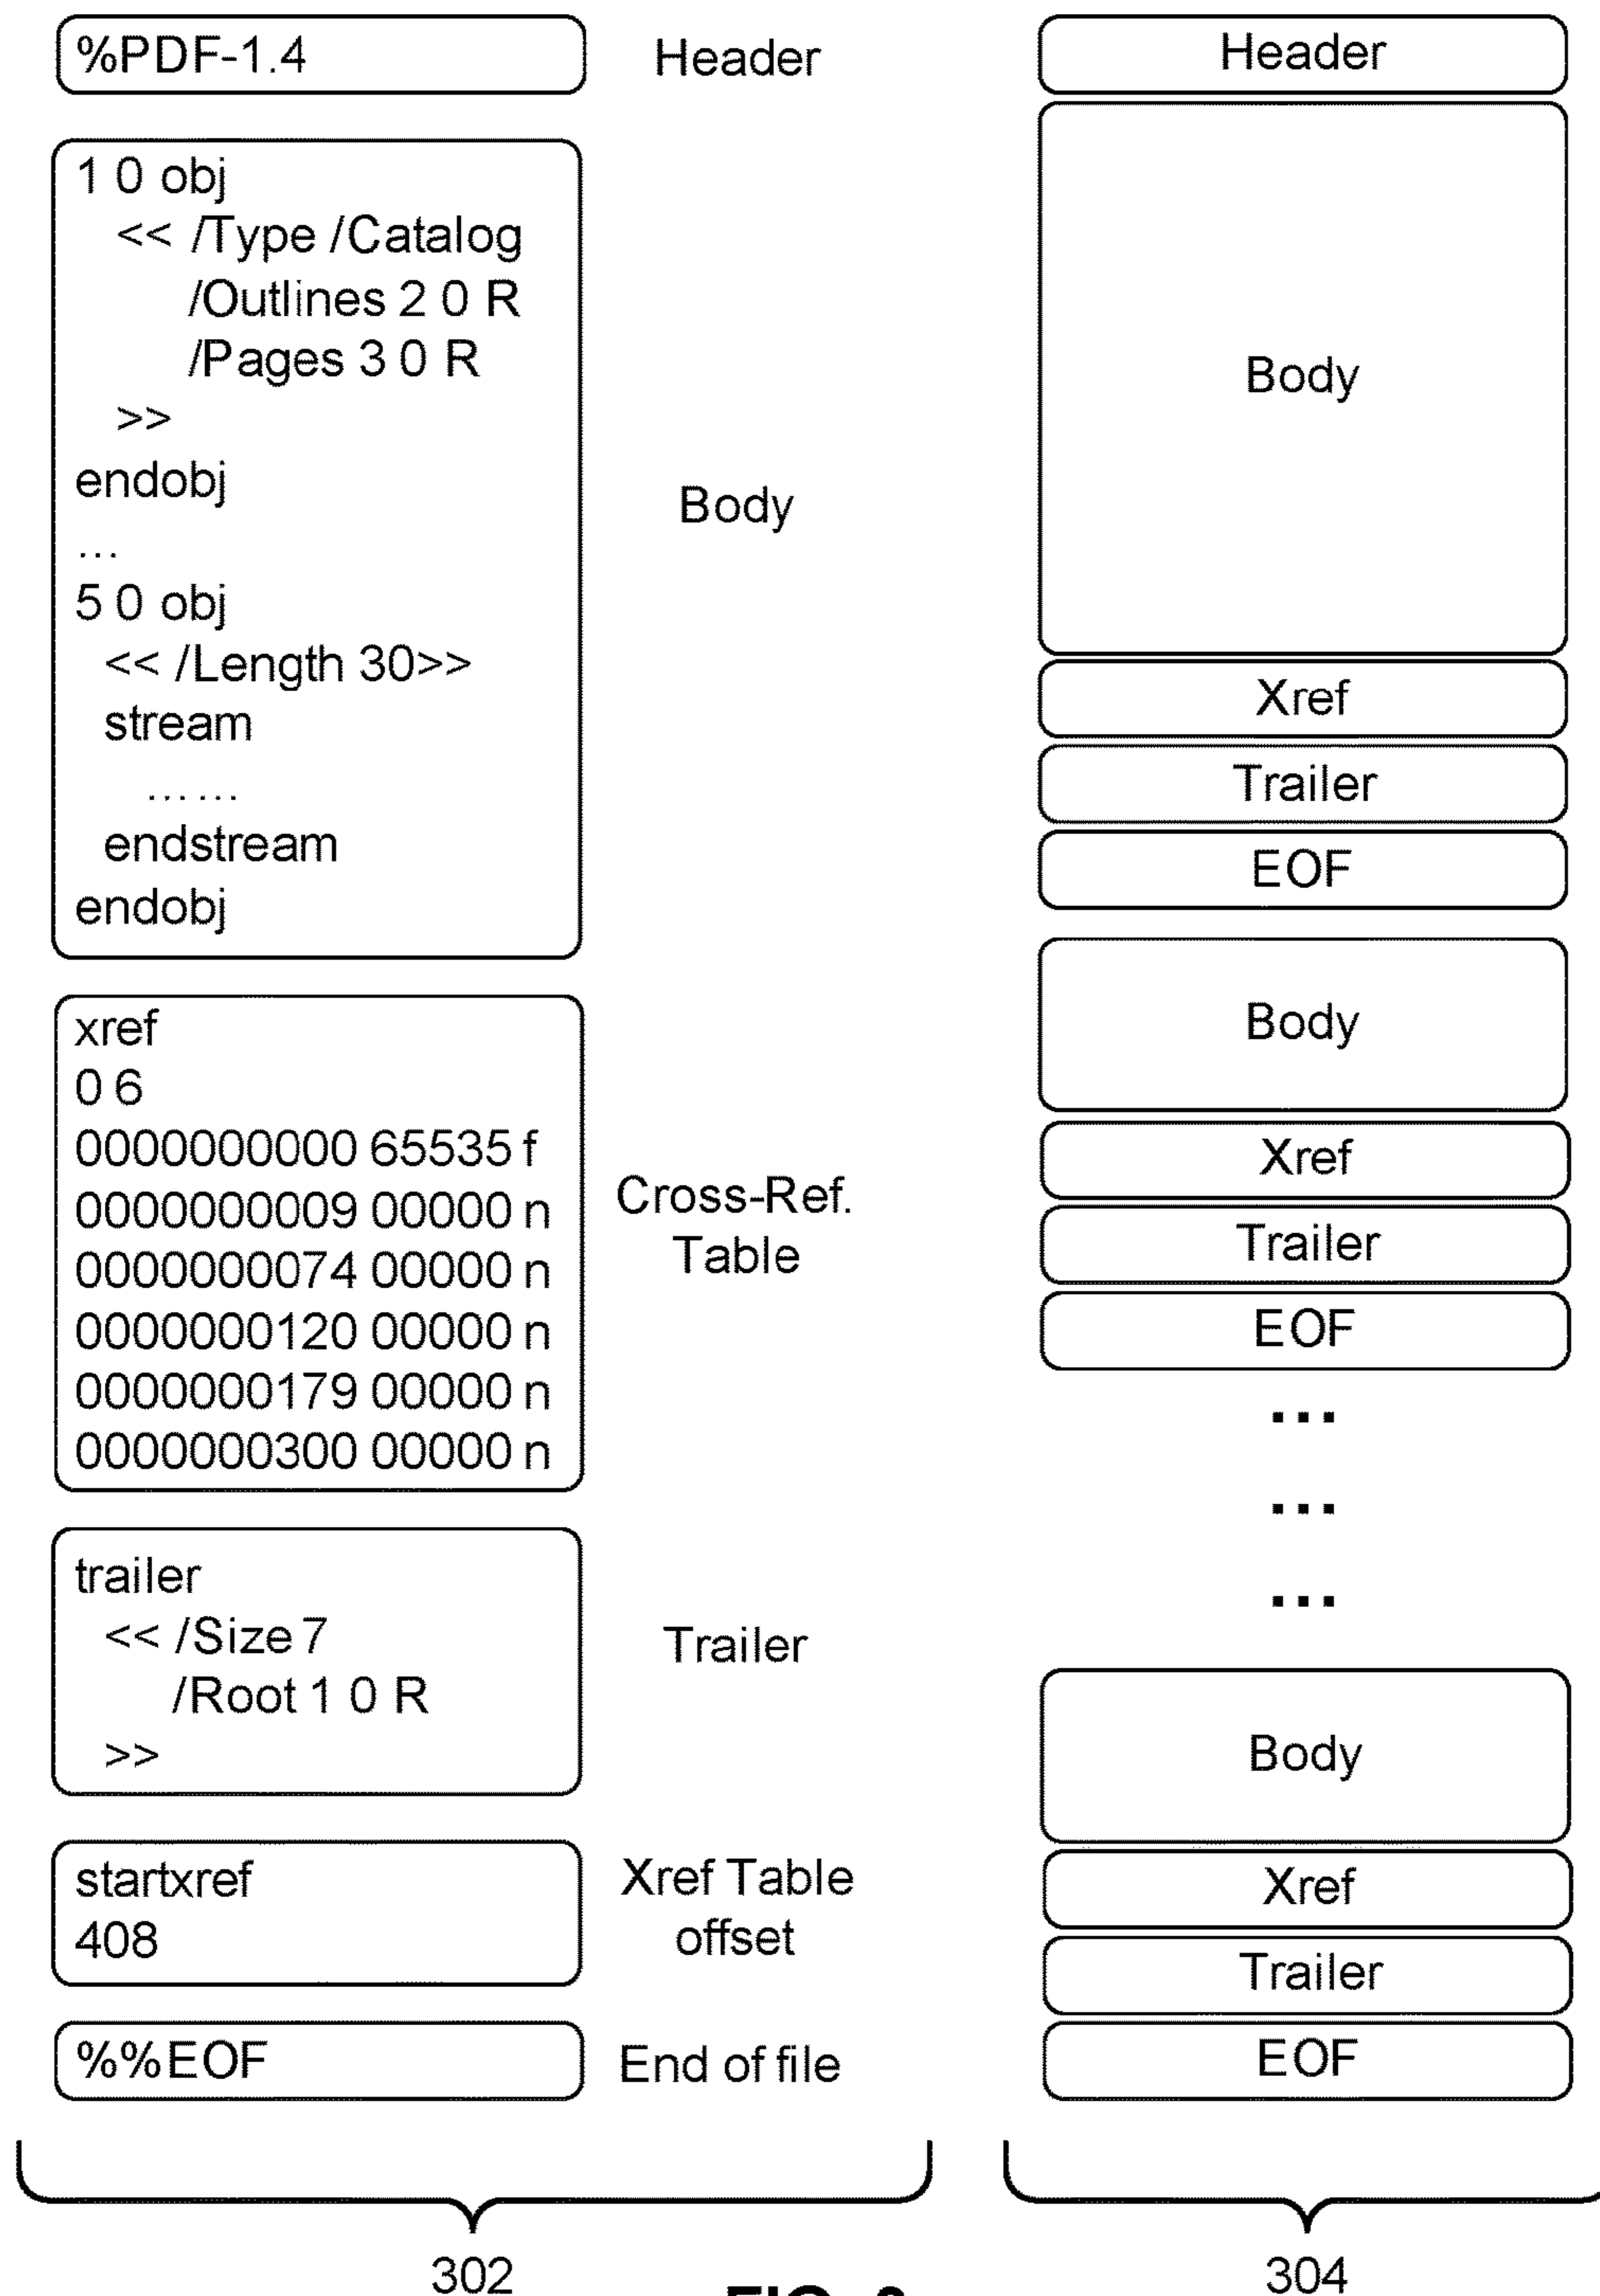 %PDF-1.4
Header
1 0 obj
<< /Type /Catalog
/Outlines 2 0 R
/Pages 3 0 R
>>
endobj
...
5 0 obj
<< /Length 30>>
stream
... ...
endstream
endobj
Body
xref
0 6
0000000000 65535 f
0000000009 00000 n
0000000074 00000 n
0000000120 00000 n
0000000179 00000 n
0000000300 00000 n
Cross-Ref.
Table
trailer
<< /Size 7
/Root 1 0 R
>>
Trailer
startxref
408
Xref Table
offset
%%EOF
End of file
302
Header
Body
Xref
Trailer
EOF
Body
Xref
Trailer
EOF
...
...
...
Body
Xref
Trailer
EOF
304